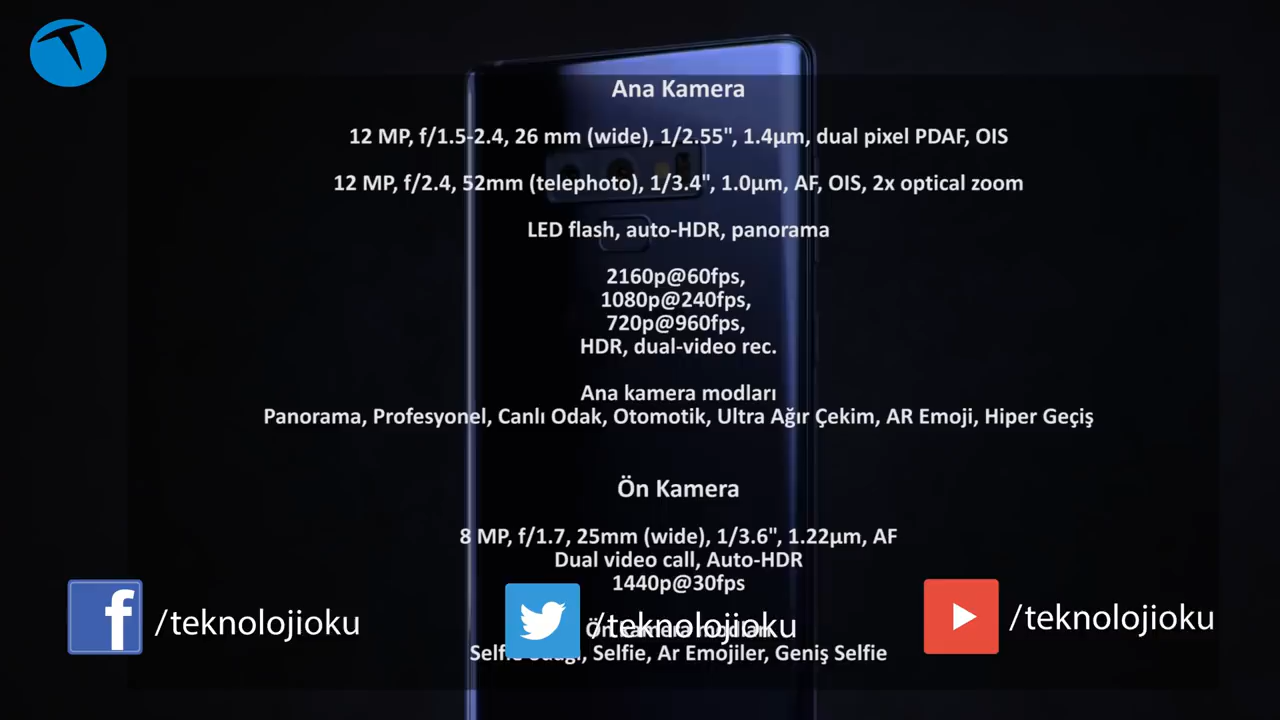 Ana Kamera
12 MP, f/1.5-2.4, 26 mm (wide), 1/2.55", 1.4µm, dual pixel PDAF, OIS
12 MP, f/2.4, 52mm (telephoto), 1/3.4", 1.0µm, AF, OIS, 2x optical zoom
LED flash, auto-HDR, panorama
2160p@60fps,
1080p@240fps,
720p@960fps,
HDR, dual-video rec.
Ana kamera modları
Panorama, Profesyonel, Canlı Odak, Otomotik, Ultra Ağır Çekim, AR Emoji, Hiper Geçiş
Ön Kamera
8 MP, f/1.7, 25mm (wide), 1/3.6", 1.22µm, AF
Dual video call, Auto-HDR
1440p@30fps
/teknolojioku
/teknolojioku
/teknolojioku
Ön kamera modları
Selfie Odağı, Selfie, Ar Emojiler, Geniş Selfie